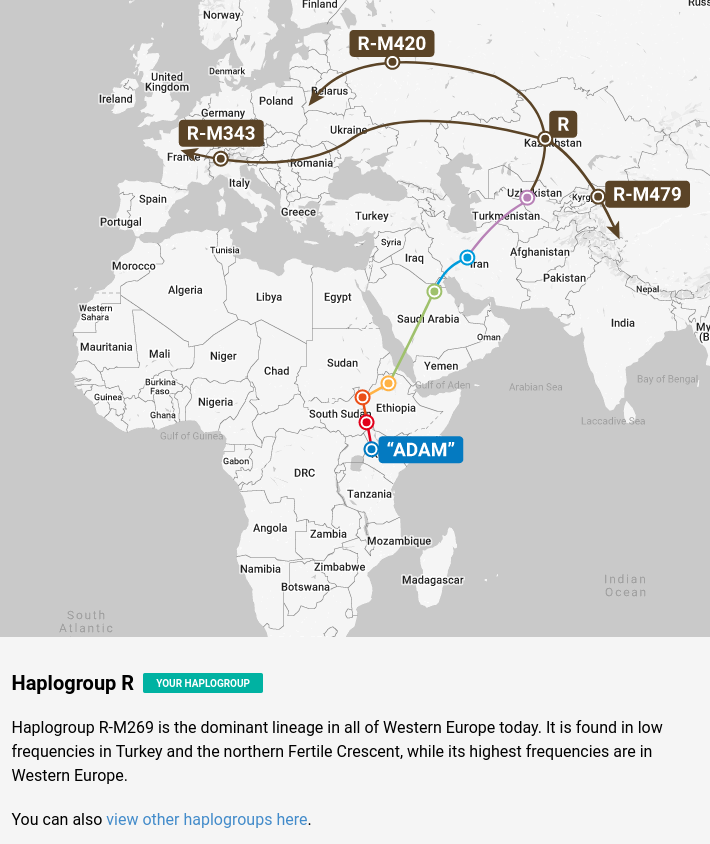 Norway
Finland
Russ
R-M420
United
Kingdom
Denmark
Ireland
Belarus
Poland
Germany
R-M343
Ukraine
R
Kazakhstan
France
Romania
Italy
Spain
Uzbekistan
Kyrg
R-M479
Portugal
Greece
Turkey
Turkmenistan
Syria
Tunisia
Afghanistan
Morocco
Iraq
Iran
Pakistan
Algeria
Libya
Egypt
Nepal
Western
Sahara
Saudi Arabia
India
My
(B
Oman
Mauritania
Mali
Niger
Sudan
Yemen
Chad
Burkina
Faso
Gulf of Aden
Arabian Sea
Bay of Bengal
Guinea
Nigeria
Ghana
South Sudan
Ethiopia
Laccadive Sea
Gulf of Guinea
“ADAM”
Gabon
DRC
Tanzania
Angola
Zambia
Mozambique
Namibia
Zimbabwe
Botswana
Madagascar
Indian
Ocean
South
Atlantic
Haplogroup R YOUR HAPLOGROUP
Haplogroup R-M269 is the dominant lineage in all of Western Europe today. It is found in low
frequencies in Turkey and the northern Fertile Crescent, while its highest frequencies are in
Western Europe.
You can also view other haplogroups here.